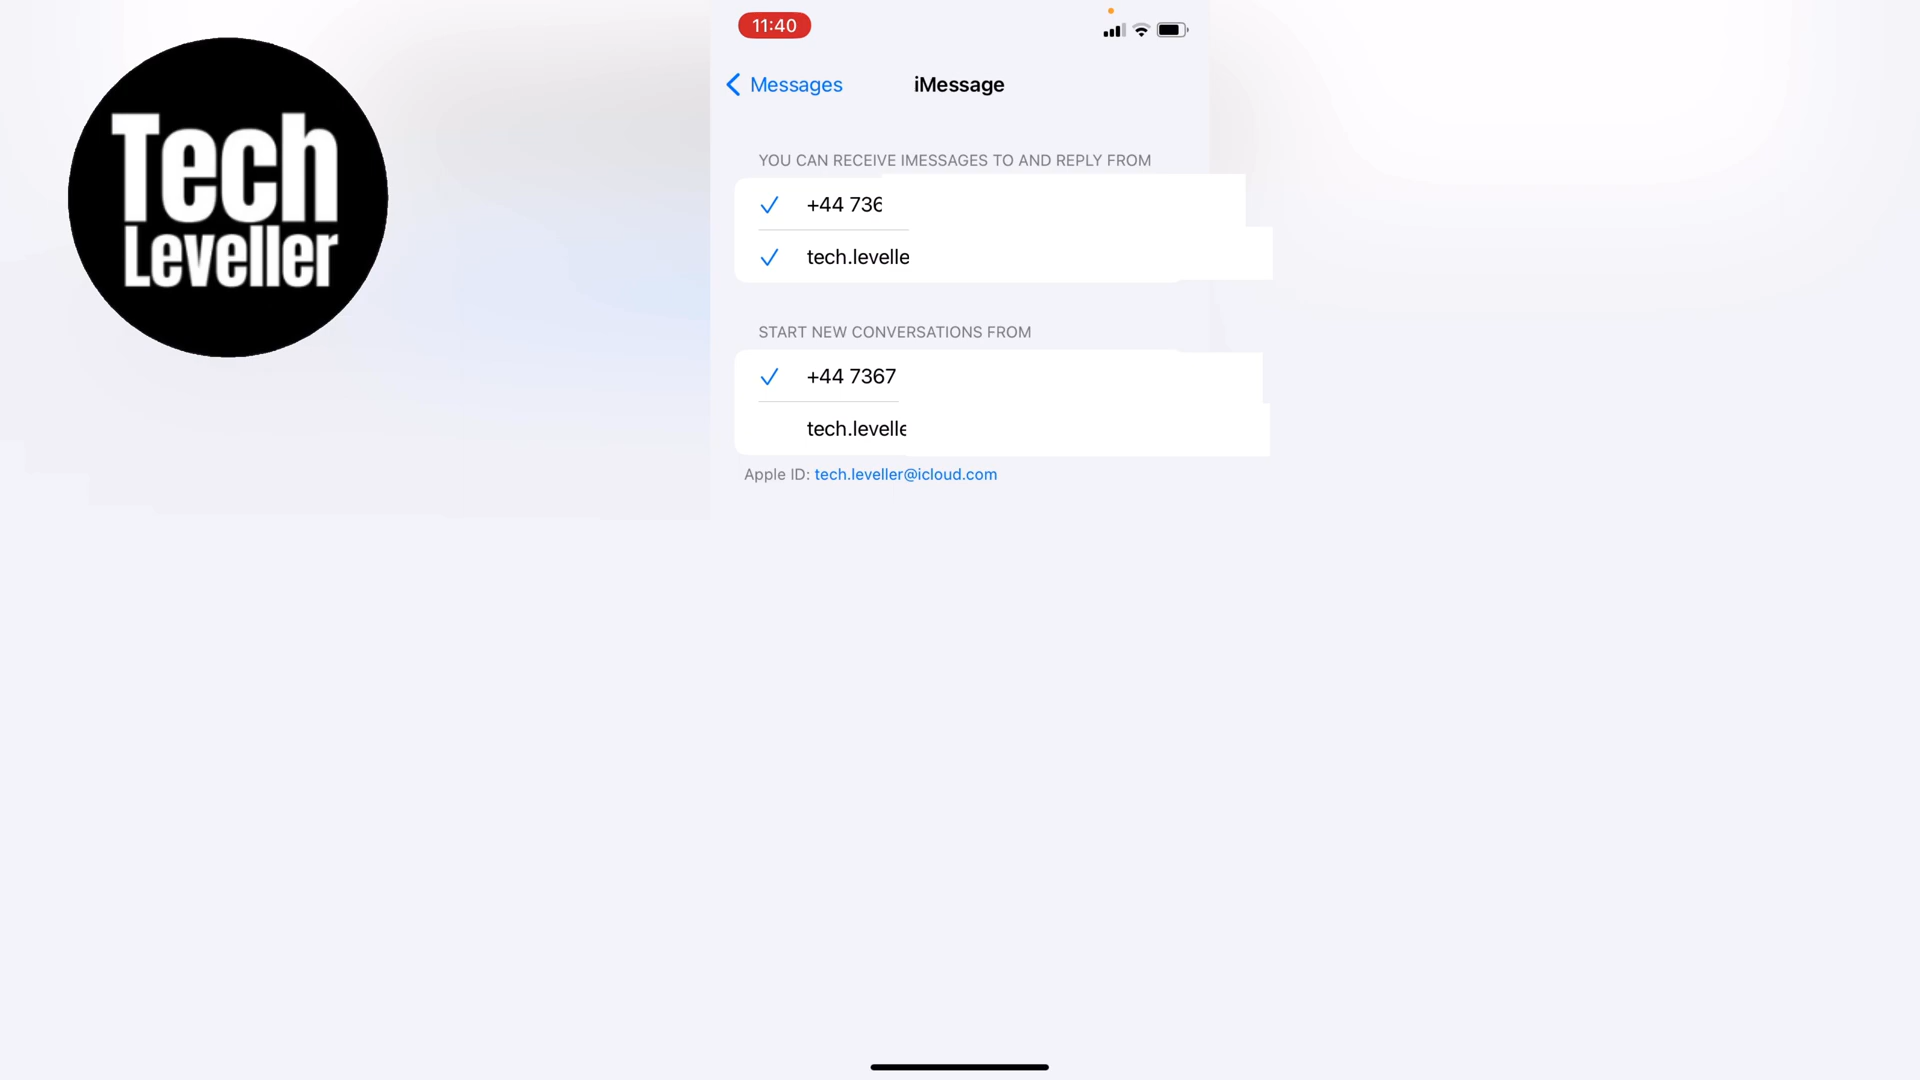 Tech
Leveller
11:40
Messages
iMessage
YOU CAN RECEIVE IMESSAGES TO AND REPLY FROM
+44 736
tech.levelle
START NEW CONVERSATIONS FROM
+44 7367
tech.levelle
Apple ID: tech.leveller@icloud.com